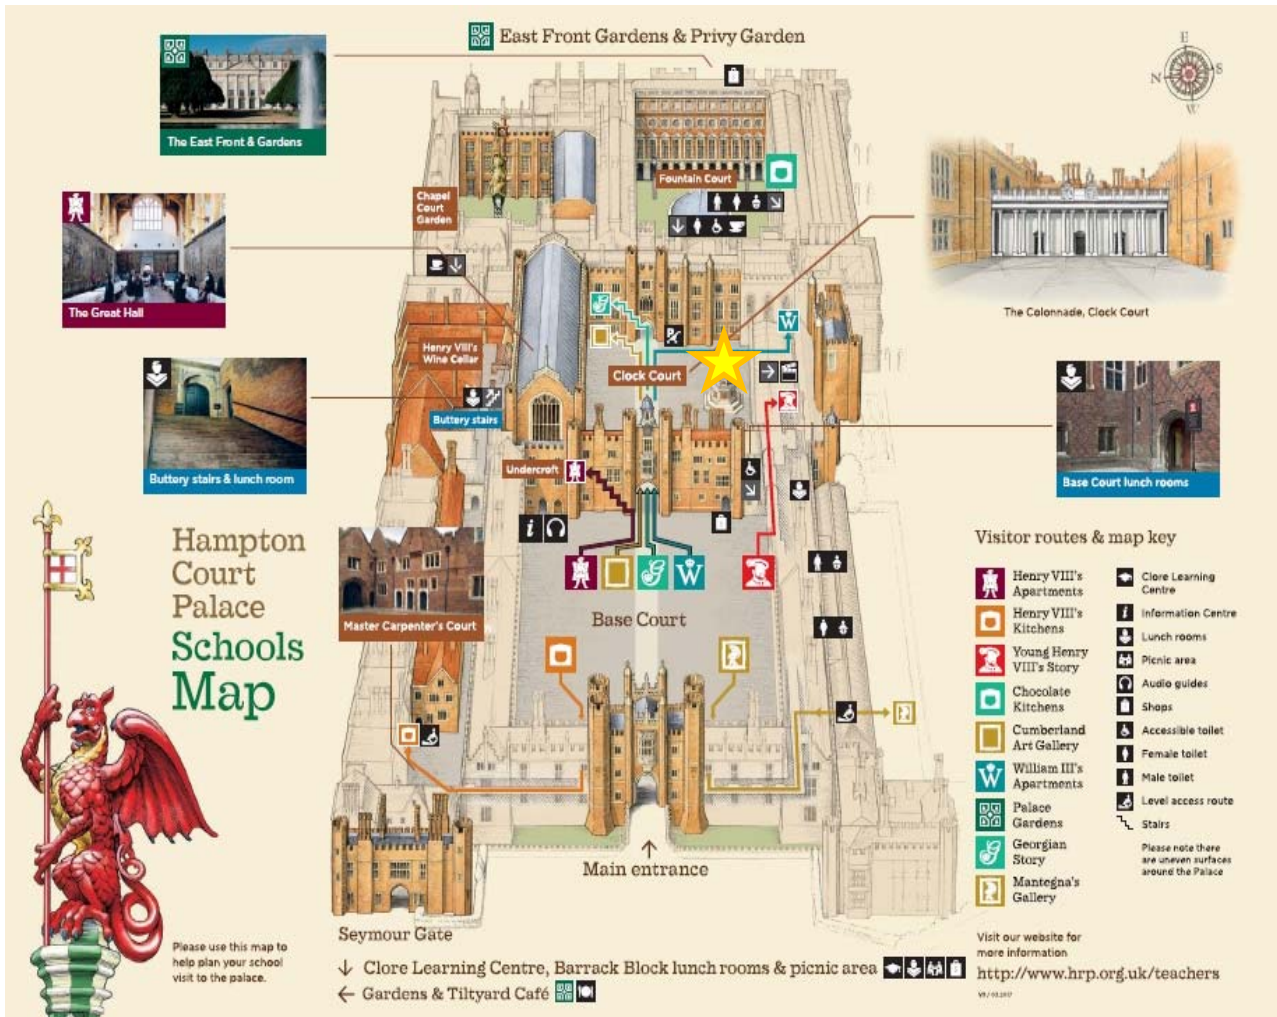 East Front Gardens & Privy Garden
E
N
S
W
The East Front & Gardens
Fountain Court
Chapel
Court
Garden
The Great Hall
The Colonnade, Clock Court
Henry VIII's
Wine Cellar
Clock Court
W
Buttery stairs
Buttery stairs & lunch room
Undercroft
Base Court lunch rooms
i
W
Hampton
Court
Palace
Schools
Map
Master Carpenter's Court
Base Court
Main entrance
Seymour Gate
Please use this map to
help plan your school
visit to the palace.
↓ Clore Learning Centre, Barrack Block lunch rooms & picnic area
← Gardens & Tiltyard Café
Visitor routes & map key
Henry VIII's
Apartments
Henry VIII's
Kitchens
Young Henry
VIII's Story
Chocolate
Kitchens
Cumberland
Art Gallery
W
William III's
Apartments
Palace
Gardens
Georgian
Story
Mantegna's
Gallery
Clore Learning
Centre
i
Information Centre
Lunch rooms
Picnic area
Audio guides
Shops
Accessible toilet
Female toilet
Male toilet
Level access route
Stairs
Please note there
are uneven surfaces
around the Palace
Visit our website for
more information
http://www.hrp.org.uk/teachers